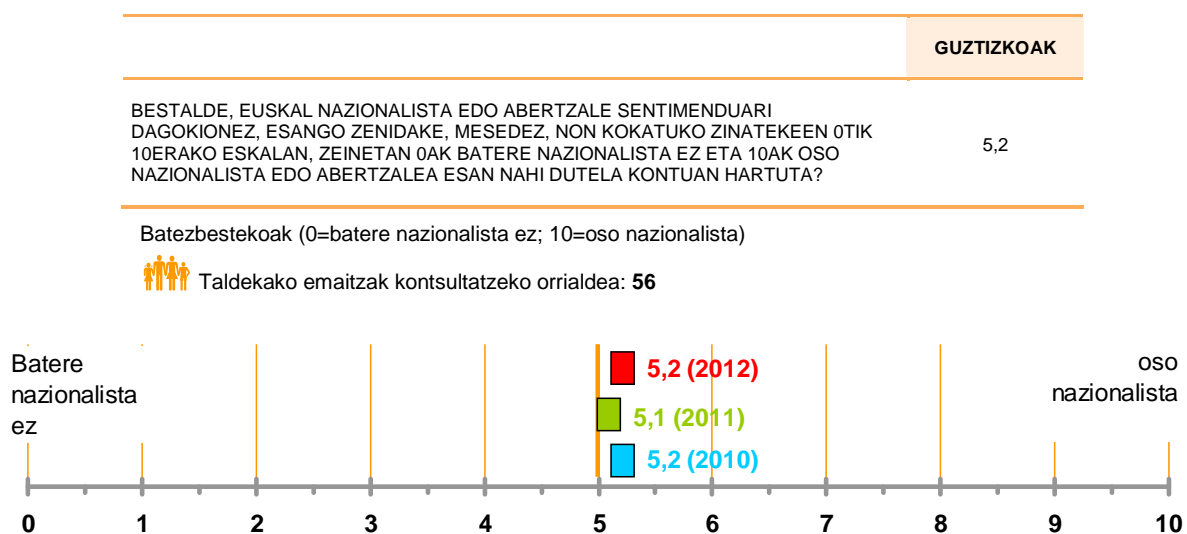 GUZTIZKOAK
BESTALDE, EUSKAL NAZIONALISTA EDO ABERTZALE SENTIMENDUARI
DAGOKIONEZ, ESANGO ZENIDAKE, MESEDEZ, NON KOKATUKO ZINATEKEEN 0TIK
10ERAKO ESKALAN, ZEINETAN 0AK BATERE NAZIONALISTA EZ ETA 10AK OSO
NAZIONALISTA EDO ABERTZALEA ESAN NAHI DUTELA KONTUAN HARTUTA?
5,2
Batezbestekoak (0=batere nazionalista ez; 10=oso nazionalista)
Taldekako emaitzak kontsultatzeko orrialdea: 56
Batere
nazionalista
ez
5,2 (2012)
5,1 (2011)
5,2 (2010)
oso
nazionalista
0 1 2 3 4 5 6 7 8 9 10